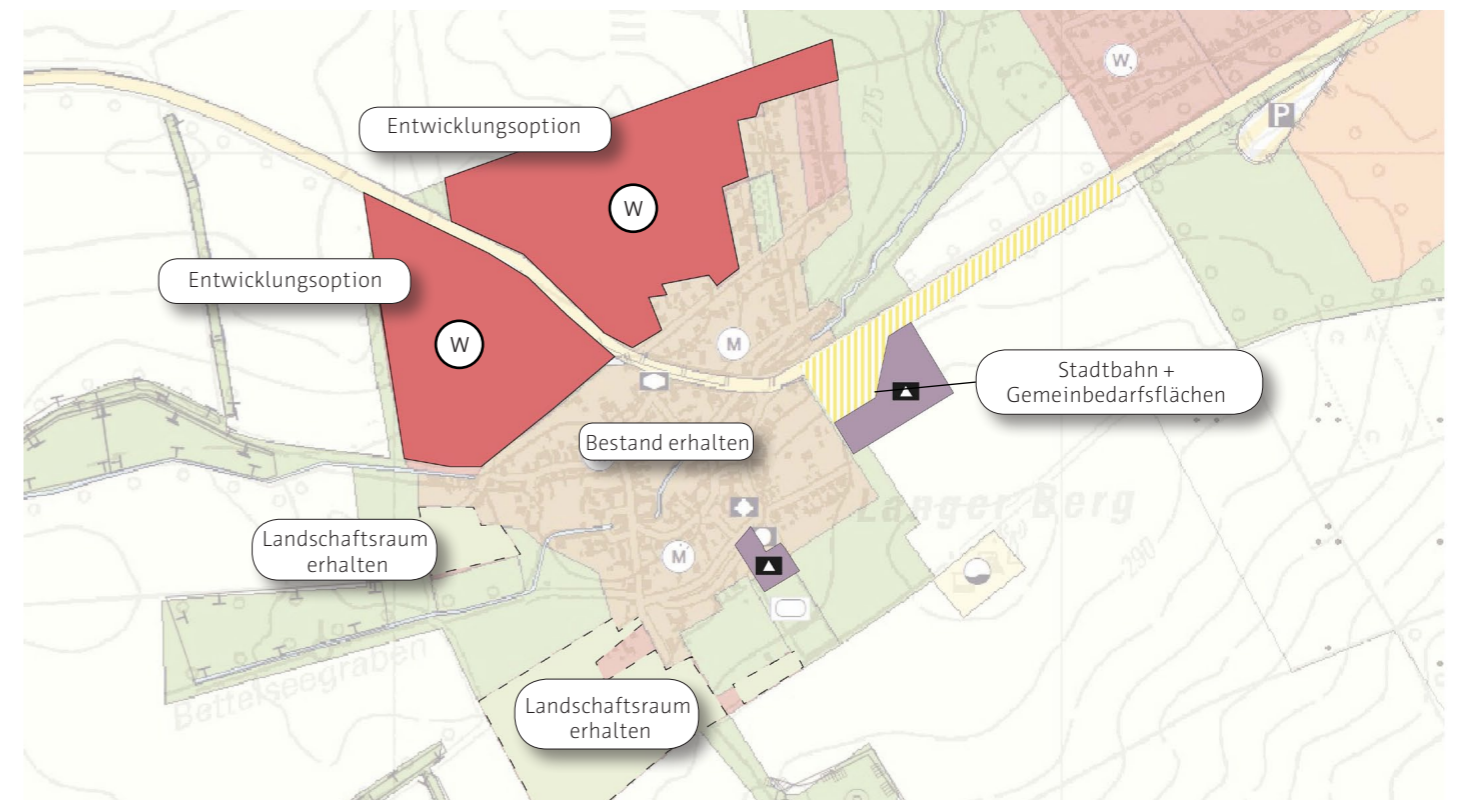 W
275
P
Entwicklungsoption
W
Entwicklungsoption
W
M
Stadtbahn +
Gemeinbedarfsflächen
Bestand erhalten
Langer Berg
Landschaftsraum
erhalten
M
290
Bettelseegraben
Landschaftsraum
erhalten